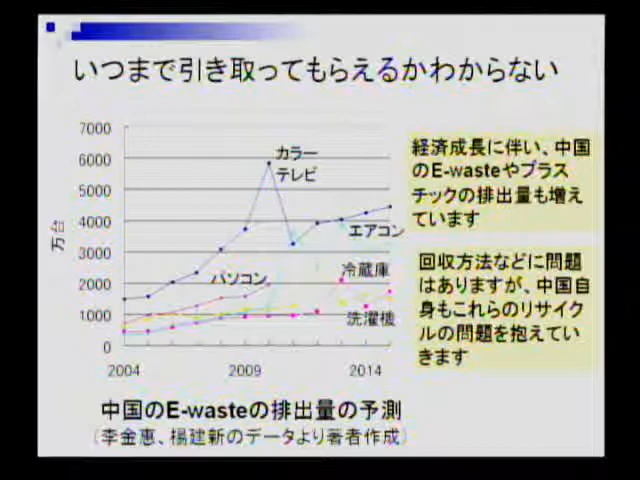 いつまで引き取ってもらえるかわからない
7000
6000
5000
4000
3000
2000
1000
0
万台
カラー
テレビ
エアコン
パソコン
冷蔵庫
洗濯機
2004
2009
2014
中国のE-wasteの排出量の予測
（李金惠、楊建新のデータより著者作成）
経済成長に伴い、中国
のE-wasteやプラス
チックの排出量も増え
ています
回収方法などに問題
はありますが、中国自
身もこれらのリサイク
ルの問題を抱えてい
きます